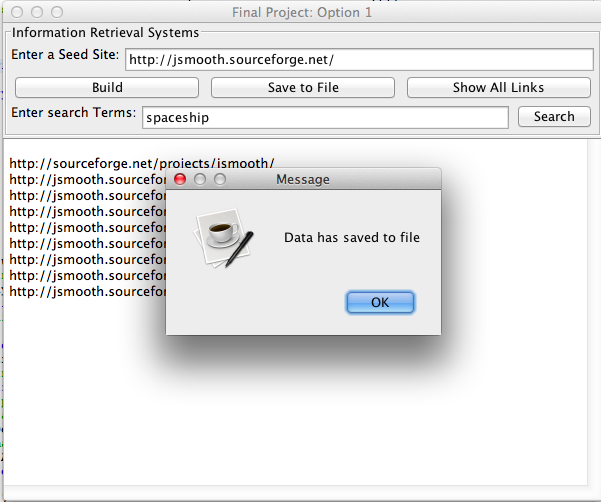 Final Project: Option 1
Information Retrieval Systems
Enter a Seed Site: http://jsmooth.sourceforge.net/
Build Save to File Show All Links
Enter search Terms: spaceship Search
http://sourceforge.net/projects/jsmooth/
http://jsmooth.sourcefor
http://jsmooth.sourcefor
http://jsmooth.sourcefor
http://jsmooth.sourcefor
http://jsmooth.sourcefor
http://jsmooth.sourcefor
http://jsmooth.sourcefor
http://jsmooth.sourcefor
Message
Data has saved to file
OK